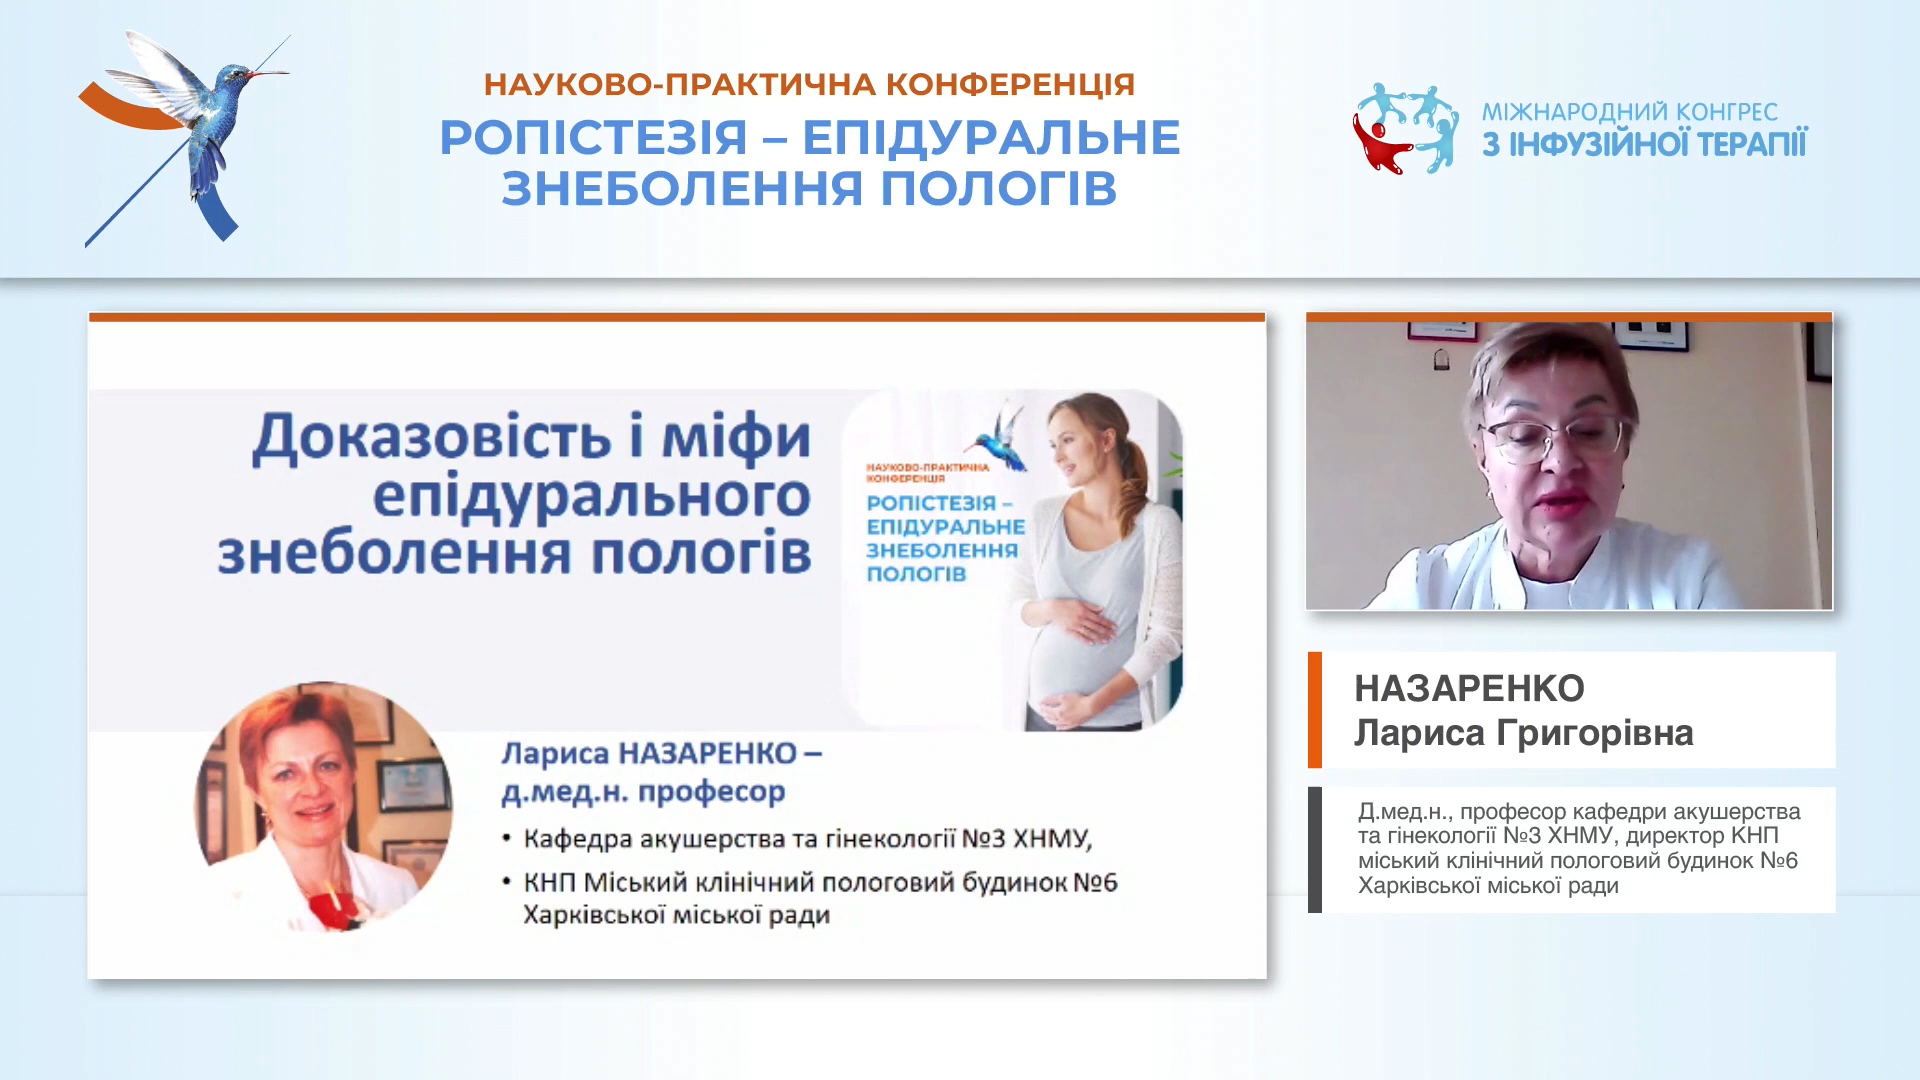 НАУКОВО-ПРАКТИЧНА КОНФЕРЕНЦІЯ
РОПІСТЕЗІЯ – ЕПІДУРАЛЬНЕ
ЗНЕБОЛЕННЯ ПОЛОГІВ
МІЖНАРОДНИЙ КОНГРЕС
З ІНФУЗІЙНОЇ ТЕРАПІЇ
Доказовість і міфи
епідурального
знеболення пологів
НАУКОВО-ПРАКТИЧНА
КОНФЕРЕНЦІЯ
РОПІСТЕЗІЯ –
ЕПІДУРАЛЬНЕ
ЗНЕБОЛЕННЯ
ПОЛОГІВ
Лариса НАЗАРЕНКО –
д.мед.н. професор
• Кафедра акушерства та гінекології №3 ХНМУ,
• КНП Міський клінічний пологовий будинок №6
Харківської міської ради
НАЗАРЕНКО
Лариса Григорівна
Д.мед.н., професор кафедри акушерства
та гінекології №3 ХНМУ, директор КНП
міський клінічний пологовий будинок №6
Харківської міської ради